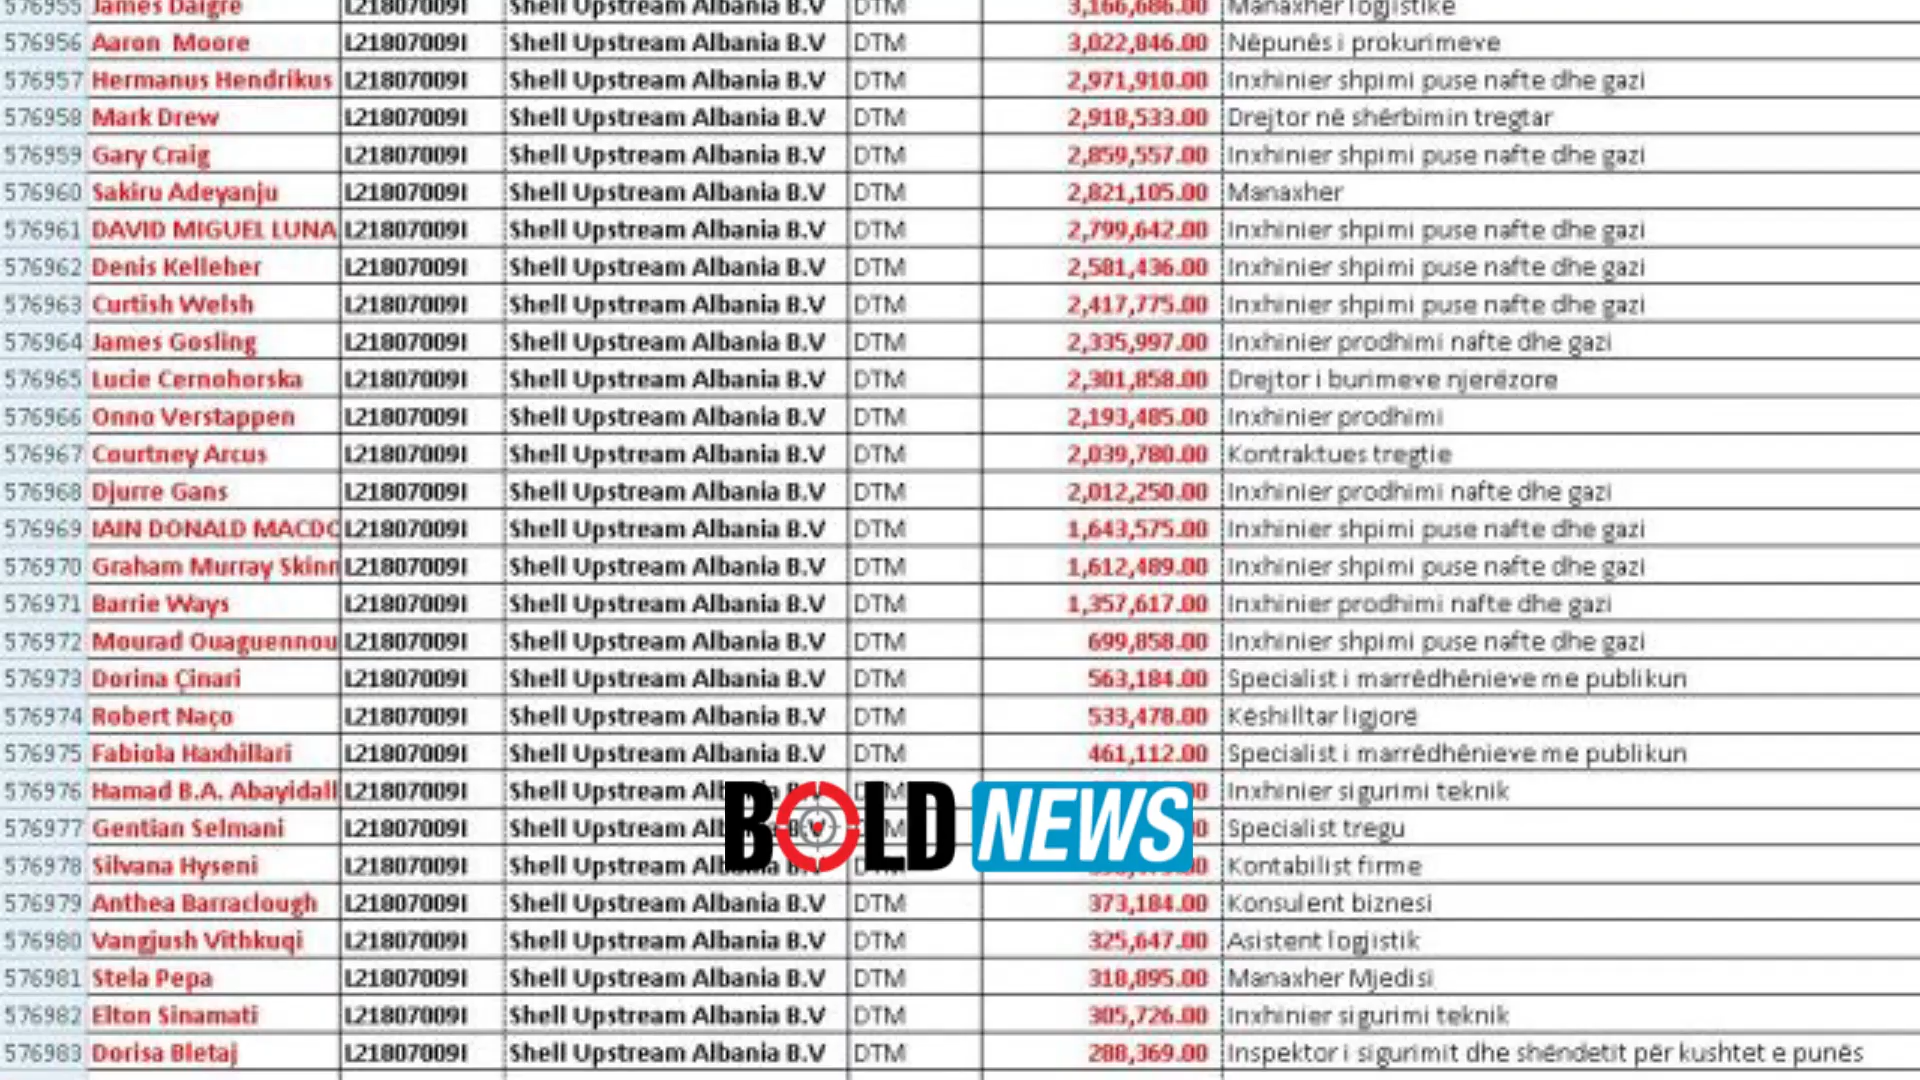 576955 James Daigre L21807009I Shell Upstream Albania B.V DTM 3,166,686.00 Manaxher logjistike
576956 Aaron Moore L21807009I Shell Upstream Albania B.V DTM 3,022,846.00 Nëpunës i prokurimeve
576957 Hermanus Hendrikus L21807009I Shell Upstream Albania B.V DTM 2,971,910.00 Inxhinier shpimi puse nafte dhe gazi
576958 Mark Drew L21807009I Shell Upstream Albania B.V DTM 2,918,533.00 Drejtor në shërbimin tregtar
576959 Gary Craig L21807009I Shell Upstream Albania B.V DTM 2,859,557.00 Inxhinier shpimi puse nafte dhe gazi
576960 Sakiru Adeyanju L21807009I Shell Upstream Albania B.V DTM 2,821,105.00 Manaxher
576961 DAVID MIGUEL LUNA L21807009I Shell Upstream Albania B.V DTM 2,799,642.00 Inxhinier shpimi puse nafte dhe gazi
576962 Denis Kelleher L21807009I Shell Upstream Albania B.V DTM 2,581,436.00 Inxhinier shpimi puse nafte dhe gazi
576963 Curtish Welsh L21807009I Shell Upstream Albania B.V DTM 2,417,775.00 Inxhinier shpimi puse nafte dhe gazi
576964 James Gosling L21807009I Shell Upstream Albania B.V DTM 2,335,997.00 Inxhinier prodhimi nafte dhe gazi
576965 Lucie Cernohorska L21807009I Shell Upstream Albania B.V DTM 2,301,858.00 Drejtor i burimeve njerëzore
576966 Onno Verstappen L21807009I Shell Upstream Albania B.V DTM 2,193,485.00 Inxhinier prodhimi
576967 Courtney Arcus L21807009I Shell Upstream Albania B.V DTM 2,039,780.00 Kontraktues tregtie
576968 Djurre Gans L21807009I Shell Upstream Albania B.V DTM 2,012,250.00 Inxhinier prodhimi nafte dhe gazi
576969 IAIN DONALD MACDO L21807009I Shell Upstream Albania B.V DTM 1,643,575.00 Inxhinier shpimi puse nafte dhe gazi
576970 Graham Murray Skinn L21807009I Shell Upstream Albania B.V DTM 1,612,489.00 Inxhinier shpimi puse nafte dhe gazi
576971 Barrie Ways L21807009I Shell Upstream Albania B.V DTM 1,357,617.00 Inxhinier prodhimi nafte dhe gazi
576972 Mourad Ouaguennou L21807009I Shell Upstream Albania B.V DTM 699,858.00 Inxhinier shpimi puse nafte dhe gazi
576973 Dorina Çinari L21807009I Shell Upstream Albania B.V DTM 563,184.00 Specialist i marrëdhënieve me publikun
576974 Robert Naço L21807009I Shell Upstream Albania B.V DTM 533,478.00 Këshilltar ligjorë
576975 Fabiola Haxhillari L21807009I Shell Upstream Albania B.V DTM 461,112.00 Specialist i marrëdhënieve me publikun
576976 Hamad B.A. Abayidall L21807009I Shell Upstream Inxhinier sigurimi teknik
576977 Gentian Selmani L21807009I Shell Upstream Specialist tregu
576978 Silvana Hyseni L21807009I Shell Upstream Kontabilist firme
BOLD NEWS
576979 Anthea Barraclough L21807009I Shell Upstream Albania B.V DTM 373,184.00 Konsulent biznesi
576980 Vangjush Vithkuqi L21807009I Shell Upstream Albania B.V DTM 325,647.00 Asistent logjistik
576981 Stela Pepa L21807009I Shell Upstream Albania B.V DTM 318,895.00 Manaxher Mjedisi
576982 Elton Sinamati L21807009I Shell Upstream Albania B.V DTM 305,726.00 Inxhinier sigurimi teknik
576983 Dorisa Bletaj L21807009I Shell Upstream Albania B.V DTM 288,369.00 Inspektor i sigurimit dhe shëndetit për kushtet e punës